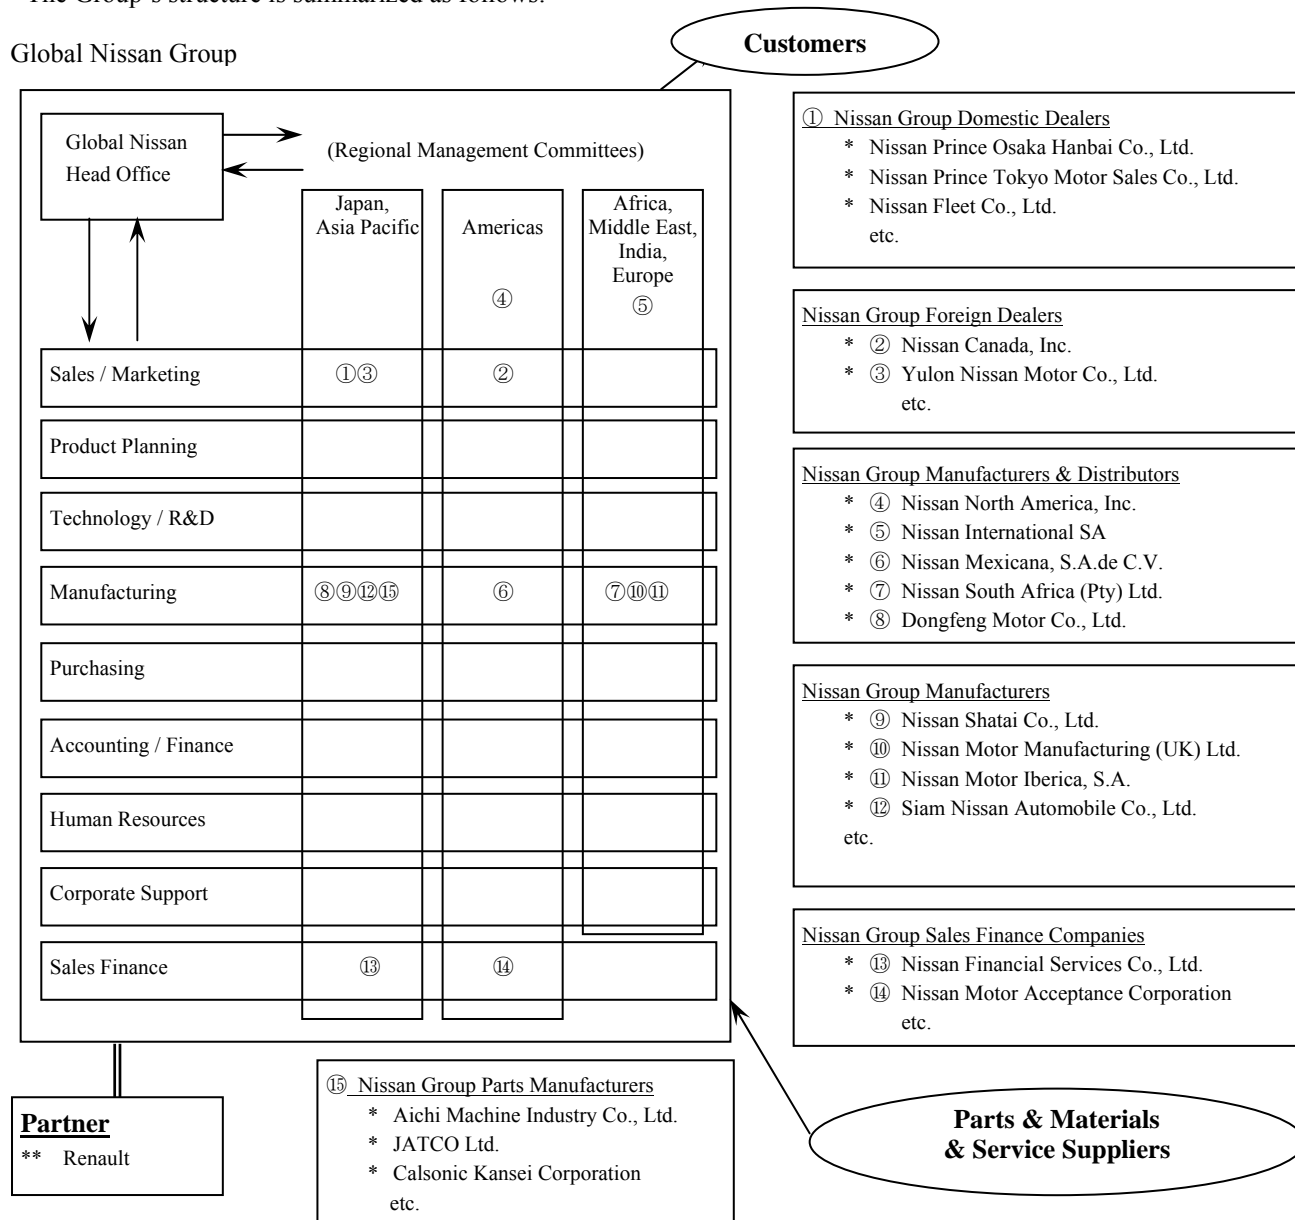 The Group's structure is summarized as follows:
Customers
Global Nissan Group
Global Nissan
Head Office
(Regional Management Committees)
Japan,
Asia Pacific
Americas
④
Africa,
Middle East,
India,
Europe
⑤
Sales / Marketing ①③ ②
Product Planning
Technology / R&D
Manufacturing ⑧⑨⑫⑮ ⑥ ⑦⑩⑪
Purchasing
Accounting / Finance
Human Resources
Corporate Support
Sales Finance ⑬ ⑭
① Nissan Group Domestic Dealers
* Nissan Prince Osaka Hanbai Co., Ltd.
* Nissan Prince Tokyo Motor Sales Co., Ltd.
* Nissan Fleet Co., Ltd.
etc.
Nissan Group Foreign Dealers
* ② Nissan Canada, Inc.
* ③ Yulon Nissan Motor Co., Ltd.
etc.
Nissan Group Manufacturers & Distributors
* ④ Nissan North America, Inc.
* ⑤ Nissan International SA
* ⑥ Nissan Mexicana, S.A.de C.V.
* ⑦ Nissan South Africa (Pty) Ltd.
* ⑧ Dongfeng Motor Co., Ltd.
Nissan Group Manufacturers
* ⑨ Nissan Shatai Co., Ltd.
* ⑩ Nissan Motor Manufacturing (UK) Ltd.
* ⑪ Nissan Motor Iberica, S.A.
* ⑫ Siam Nissan Automobile Co., Ltd.
etc.
Nissan Group Sales Finance Companies
* ⑬ Nissan Financial Services Co., Ltd.
* ⑭ Nissan Motor Acceptance Corporation
etc.
Partner
** Renault
⑮ Nissan Group Parts Manufacturers
* Aichi Machine Industry Co., Ltd.
* JATCO Ltd.
* Calsonic Kansei Corporation
etc.
Parts & Materials
& Service Suppliers